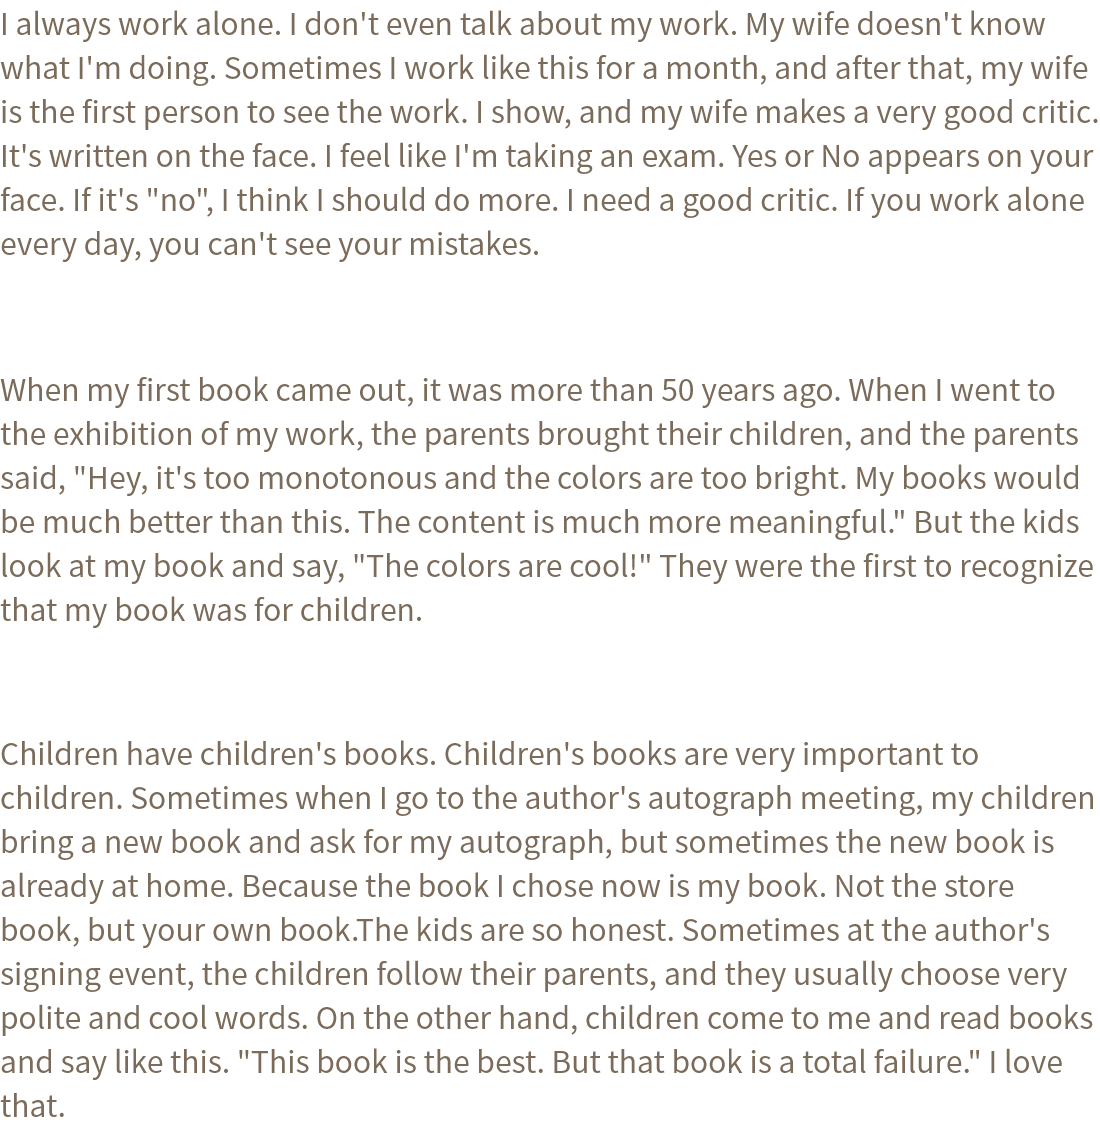 I always work alone. I don't even talk about my work. My wife doesn't know
what I'm doing. Sometimes I work like this for a month, and after that, my wife
is the first person to see the work. I show, and my wife makes a very good critic.
It's written on the face. I feel like I'm taking an exam. Yes or No appears on your
face. If it's "no", I think I should do more. I need a good critic. If you work alone
every day, you can't see your mistakes.
When my first book came out, it was more than 50 years ago. When I went to
the exhibition of my work, the parents brought their children, and the parents
said, "Hey, it's too monotonous and the colors are too bright. My books would
be much better than this. The content is much more meaningful." But the kids
look at my book and say, "The colors are cool!" They were the first to recognize
that my book was for children.
Children have children's books. Children's books are very important to
children. Sometimes when I go to the author's autograph meeting, my children
bring a new book and ask for my autograph, but sometimes the new book is
already at home. Because the book I chose now is my book. Not the store
book, but your own book.The kids are so honest. Sometimes at the author's
signing event, the children follow their parents, and they usually choose very
polite and cool words. On the other hand, children come to me and read books
and say like this. "This book is the best. But that book is a total failure." I love
that.